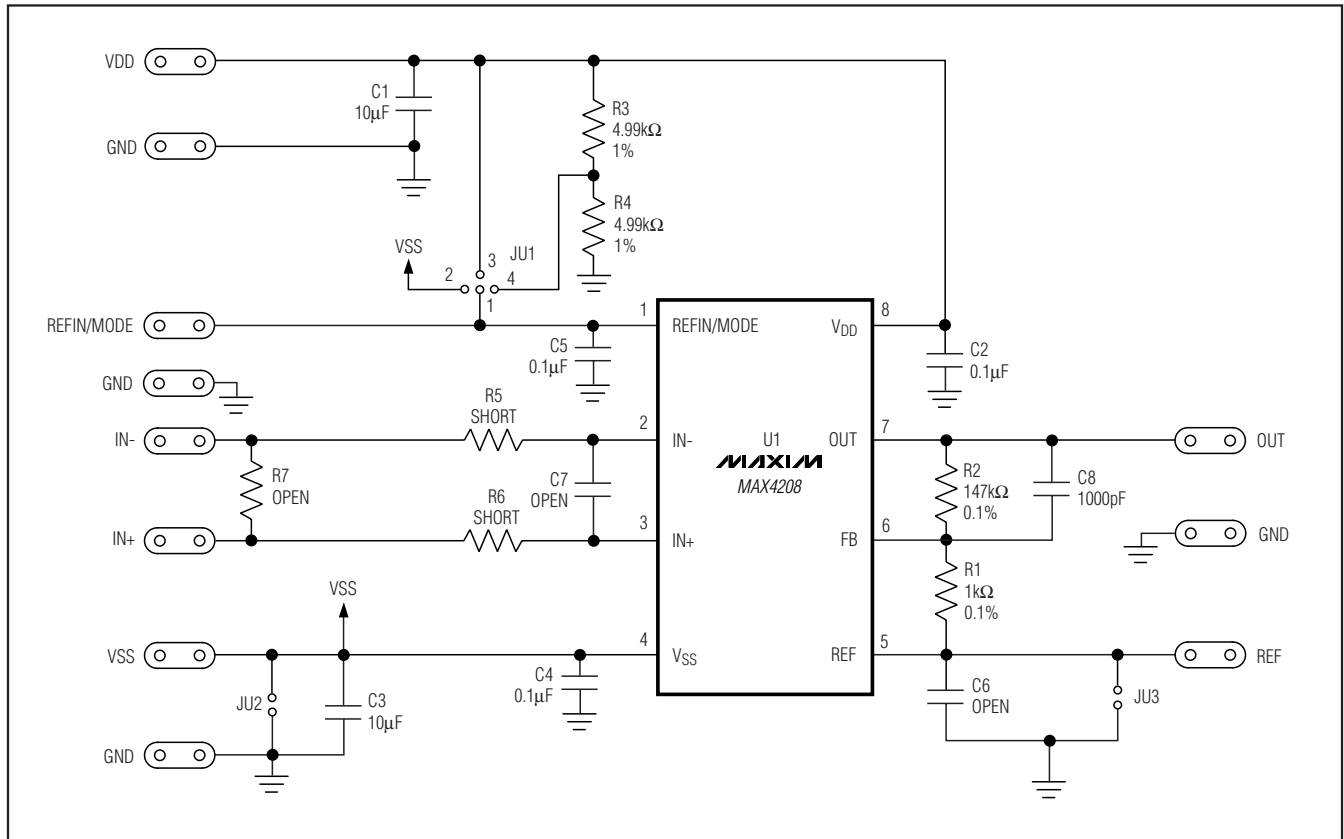 VDD
C1
10µF
GND
R3
4.99kΩ
1%
R4
4.99kΩ
1%
VSS
JU1
2
3
4
1
REFIN/MODE
1
REFIN/MODE
VDD
8
C5
0.1µF
C2
0.1µF
GND
R5
SHORT
IN-
2
IN-
U1
MAXIM
MAX4208
OUT
7
OUT
R7
OPEN
C7
OPEN
R2
147kΩ
0.1%
C8
1000pF
R6
SHORT
IN+
3
IN+
FB
6
GND
R1
1kΩ
0.1%
VSS
VSS
4
VSS
REF
5
REF
JU2
C3
10µF
C4
0.1µF
C6
OPEN
JU3
GND